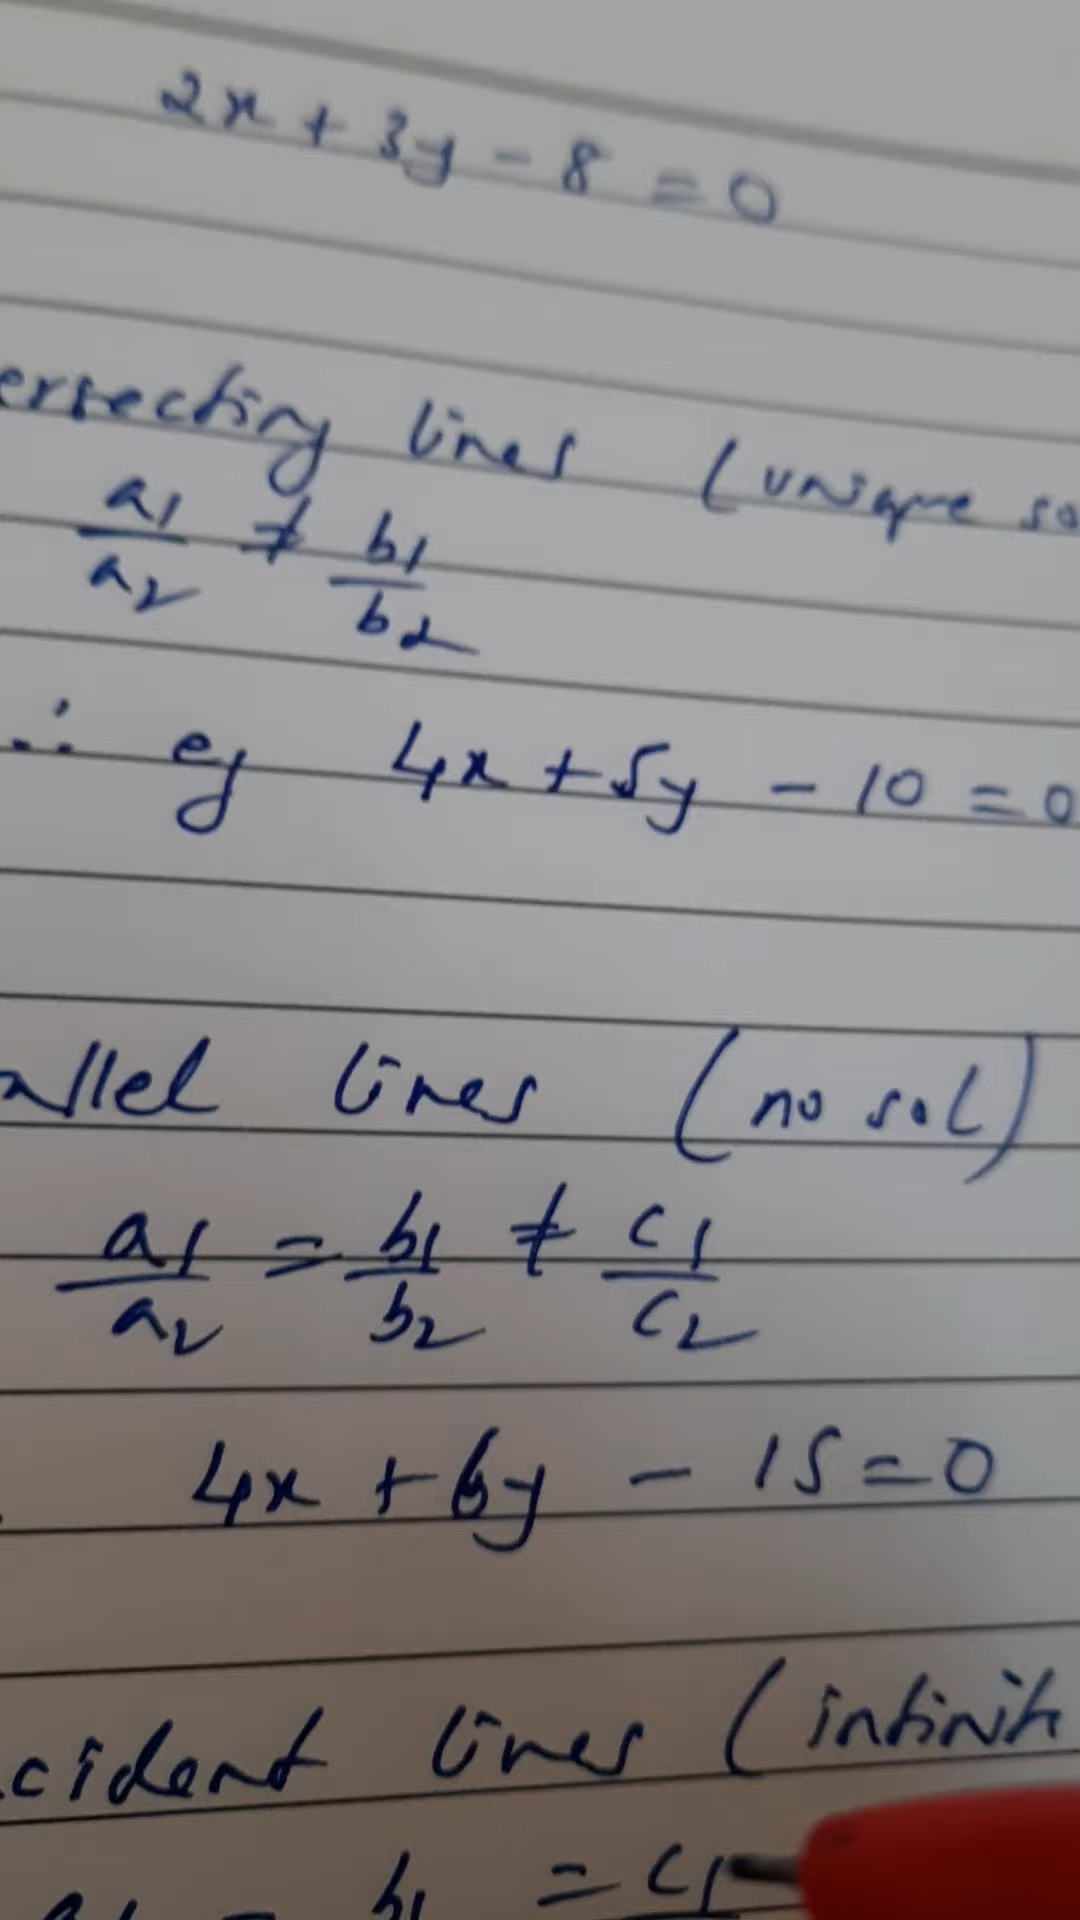 2x + 3y - 8 = 0
ersecting lines (unique so
a1/a2 ≠ b1/b2
∴ eg 4x + 5y - 10 = 0
allel lines (no sol)
a1/a2 = b1/b2 ≠ c1/c2
4x + 6y - 15 = 0
cident lines (infinit
a1 = b1 = c1